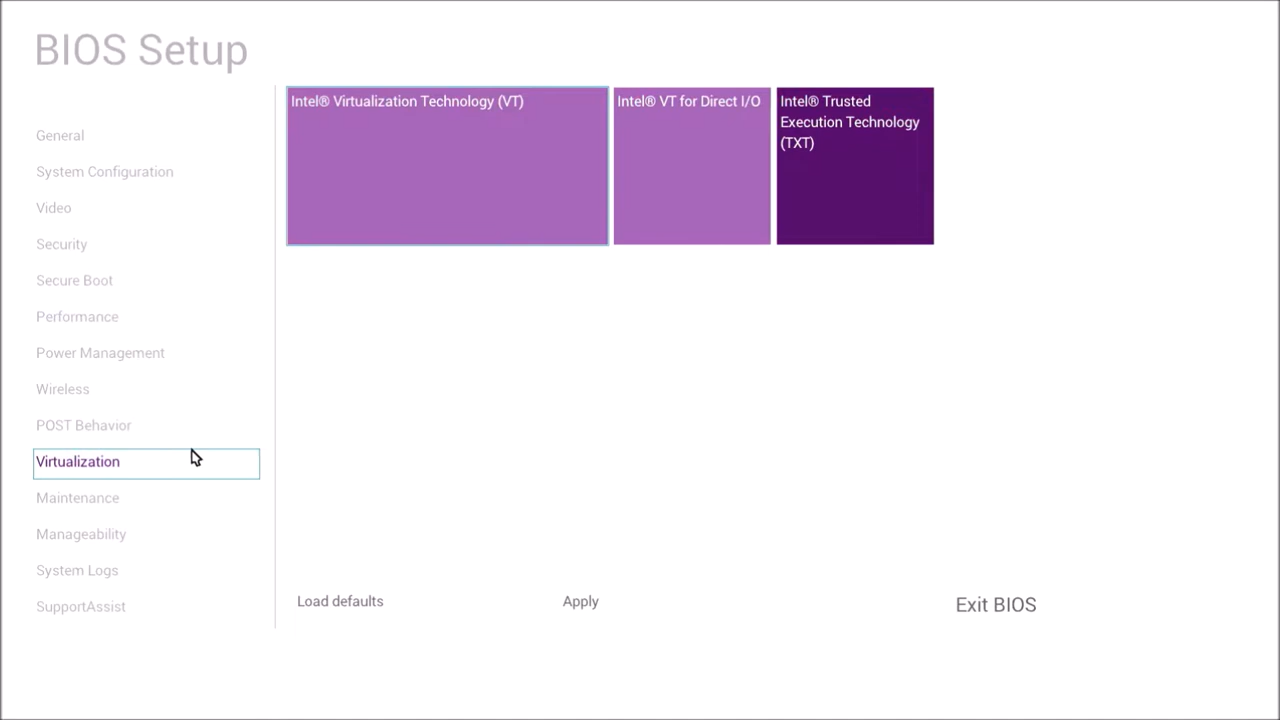 BIOS Setup
General
System Configuration
Video
Security
Secure Boot
Performance
Power Management
Wireless
POST Behavior
Virtualization
Maintenance
Manageability
System Logs
SupportAssist
Intel® Virtualization Technology (VT)
Intel® VT for Direct I/O
Intel® Trusted
Execution Technology
(TXT)
Load defaults
Apply
Exit BIOS